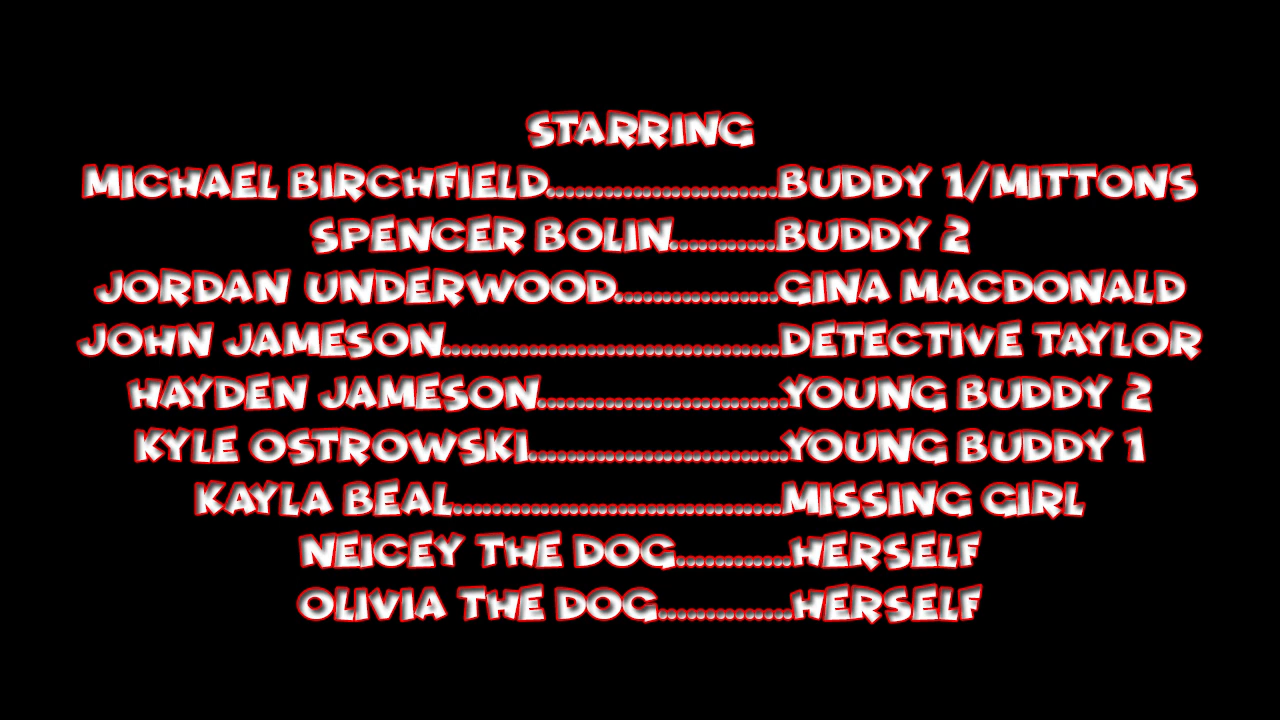 STARRING
MICHAEL BIRCHFIELD........................BUDDY 1/MITTONS
SPENCER BOLIN...........BUDDY 2
JORDAN UNDERWOOD.................GINA MACDONALD
JOHN JAMESON...................................DETECTIVE TAYLOR
HAYDEN JAMESON..........................YOUNG BUDDY 2
KYLE OSTROWSKI...........................YOUNG BUDDY 1
KAYLA BEAL..................................MISSING GIRL
NEICEY THE DOG............HERSELF
OLIVIA THE DOG..............HERSELF